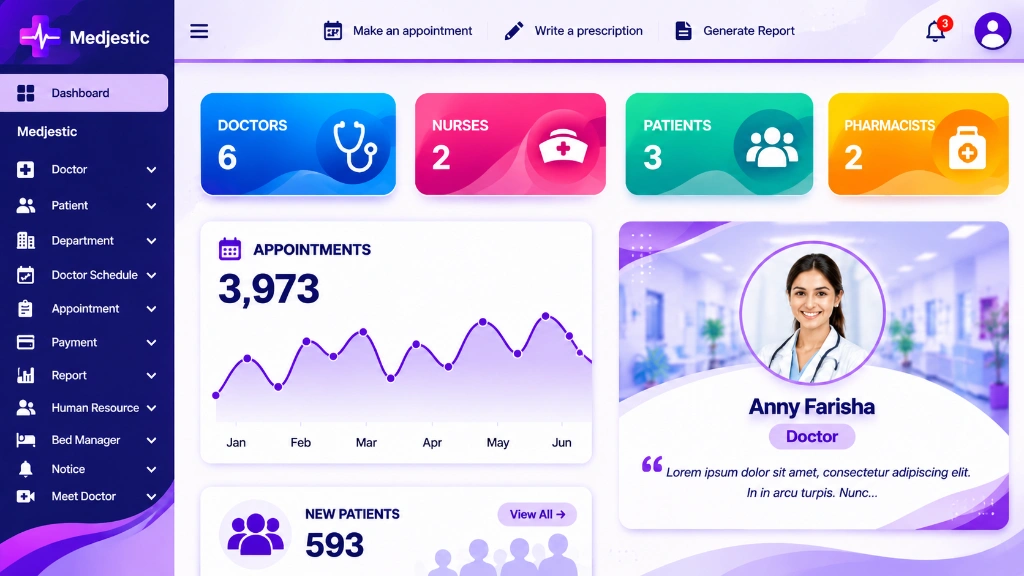 Medjestic
Dashboard
Medjestic
Doctor
Patient
Department
Doctor Schedule
Appointment
Payment
Report
Human Resource
Bed Manager
Notice
Meet Doctor
Make an appointment
Write a prescription
Generate Report
3
DOCTORS
6
NURSES
2
PATIENTS
3
PHARMACISTS
2
APPOINTMENTS
3,973
Jan Feb Mar Apr May Jun
NEW PATIENTS
593
View All →
Anny Farisha
Doctor
“ Lorem ipsum dolor sit amet, consectetur adipiscing elit.
In in arcu turpis. Nunc...